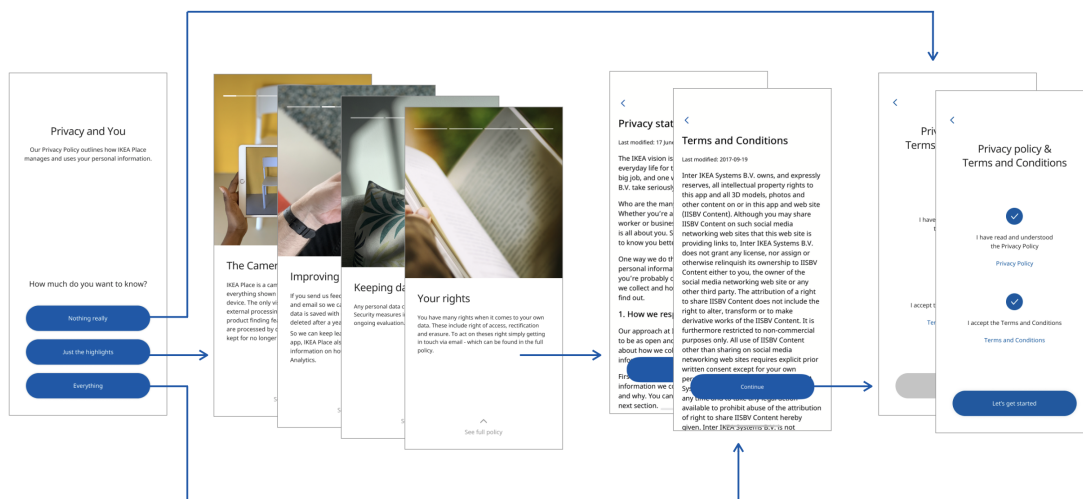 Privacy and You
Our Privacy Policy outlines how IKEA Place
manages and uses your personal information.
How much do you want to know?
Nothing really
Just the highlights
Everything
The Camer
IKEA Place is a cam
everything shown
device. The only vi
external processing
product finding fea
are processed by c
kept for no longer
S
Improving
If you send us feed
and email so we ca
data is saved with
deleted after a yea
So we can keep lea
app, IKEA Place als
information on ho
Analytics.
S
Keeping da
Any personal data c
Security measures i
ongoing evaluation.
S
Your rights
You have many rights when it comes to your own
data. These include right of access, rectification
and erasure. To act on theses right simply getting
in touch via email - which can be found in the full
policy.
See full policy
Privacy stat
Last modified: 17 June
The IKEA vision is
everyday life for t
big job, and one w
B.V. take seriously
Who are the man
Whether you're a
worker or busines
is all about you. S
to know you bette
One way we do th
personal informa
you're probably c
we collect and ho
find out.
1. How we resp
Our approach at I
to be as open and
about how we col
infor
Firs
information we co
and why. You can
next section.
Terms and Conditions
Last modified: 2017-09-19
Inter IKEA Systems B.V. owns, and expressly
reserves, all intellectual property rights to
this app and all 3D models, photos and
other content on or in this app and web site
(IISBV Content). Although you may share
IISBV Content on such social media
networking web sites that this web site is
providing links to, Inter IKEA Systems B.V.
does not grant any license, nor assign or
otherwise relinquish its ownership to IISBV
Content either to you, the owner of the
social media networking web site or any
other third party. The attribution of a right
to share IISBV Content does not include the
right to alter, transform or to make
derivative works of the IISBV Content. It is
furthermore restricted to non-commercial
purposes only. All use of IISBV Content
other than sharing on social media
networking web sites requires explicit prior
written consent except for your own
per
Sys
any time and to take any legal action
available to prohibit abuse of the attribution
of right to share IISBV Content hereby
given. Inter IKEA Systems B.V. is not
Continue
Priv
Terms
I have
t
I accept t
Ter
Privacy policy &
Terms and Conditions
I have read and understood
the Privacy Policy
Privacy Policy
I accept the Terms and Conditions
Terms and Conditions
Let's get started